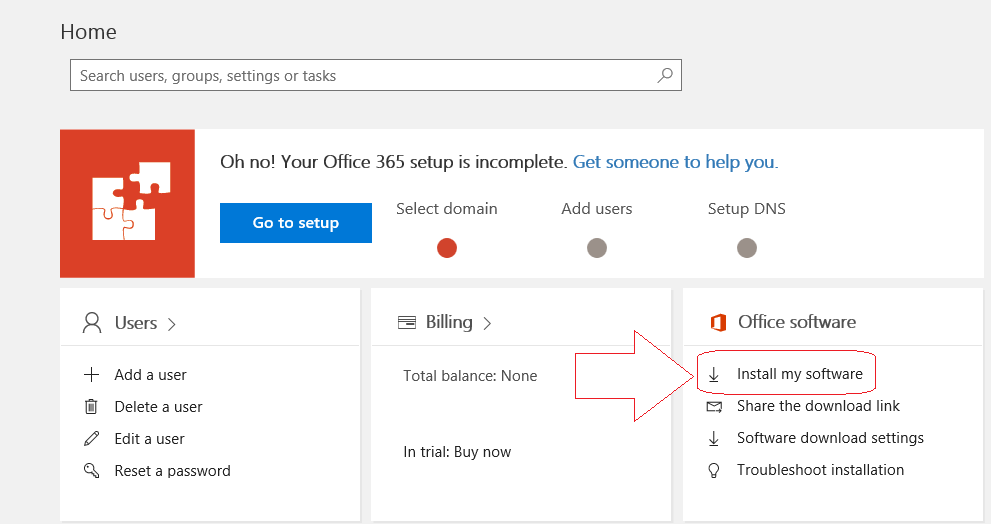 Home
Search users, groups, settings or tasks
Oh no! Your Office 365 setup is incomplete. Get someone to help you.
Go to setup
Select domain
Add users
Setup DNS
Users
Add a user
Delete a user
Edit a user
Reset a password
Billing
Total balance: None
In trial: Buy now
Office software
Install my software
Share the download link
Software download settings
Troubleshoot installation